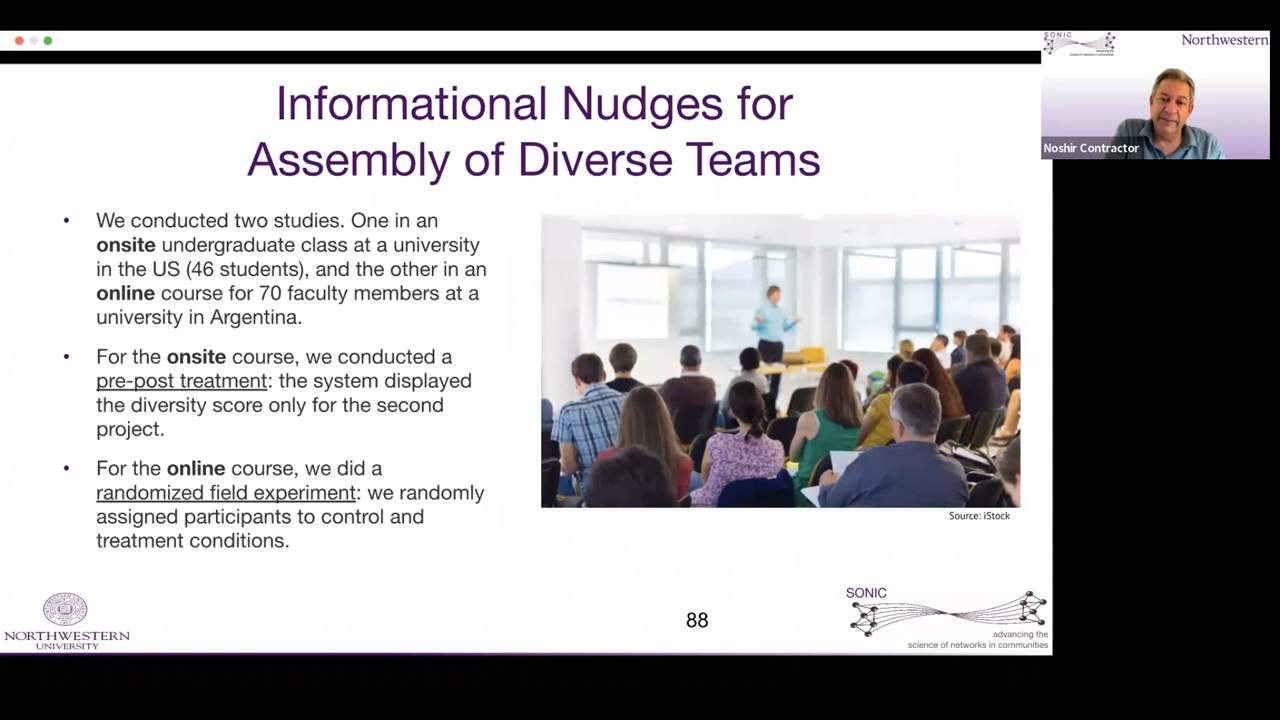 Informational Nudges for
Assembly of Diverse Teams
• We conducted two studies. One in an
onsite undergraduate class at a university
in the US (46 students), and the other in an
online course for 70 faculty members at a
university in Argentina.
• For the onsite course, we conducted a
pre-post treatment: the system displayed
the diversity score only for the second
project.
• For the online course, we did a
randomized field experiment: we randomly
assigned participants to control and
treatment conditions.
Source: iStock
NORTHWESTERN
UNIVERSITY
88
SONIC
advancing the
science of networks in communities
SONIC
Northwestern
Noshir Contractor